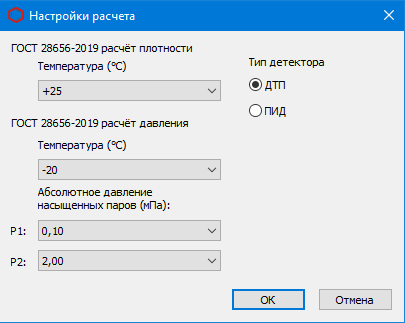 Настройки расчета
ГОСТ 28656-2019 расчёт плотности
Температура (°C)
+25
Тип детектора
ДТП
ПИД
ГОСТ 28656-2019 расчёт давления
Температура (°C)
-20
Абсолютное давление
насыщенных паров (мПа):
P1:
0,10
P2:
2,00
OK
Отмена